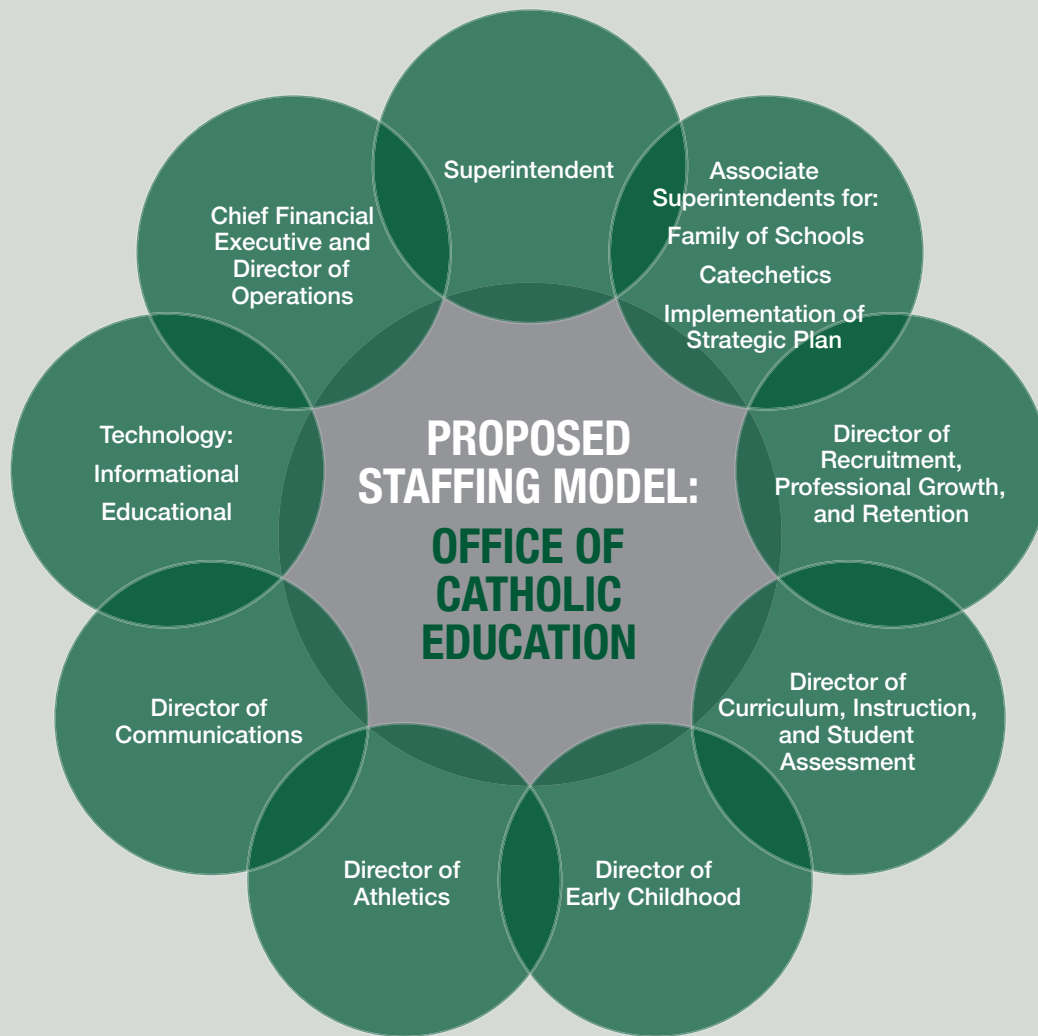 PROPOSED
STAFFING MODEL:
OFFICE OF
CATHOLIC
EDUCATION
Superintendent
Associate
Superintendents for:
Family of Schools
Catechetics
Implementation of
Strategic Plan
Director of
Recruitment,
Professional Growth,
and Retention
Director of
Curriculum, Instruction,
and Student
Assessment
Director of
Early Childhood
Director of
Athletics
Director of
Communications
Technology:
Informational
Educational
Chief Financial
Executive and
Director of
Operations